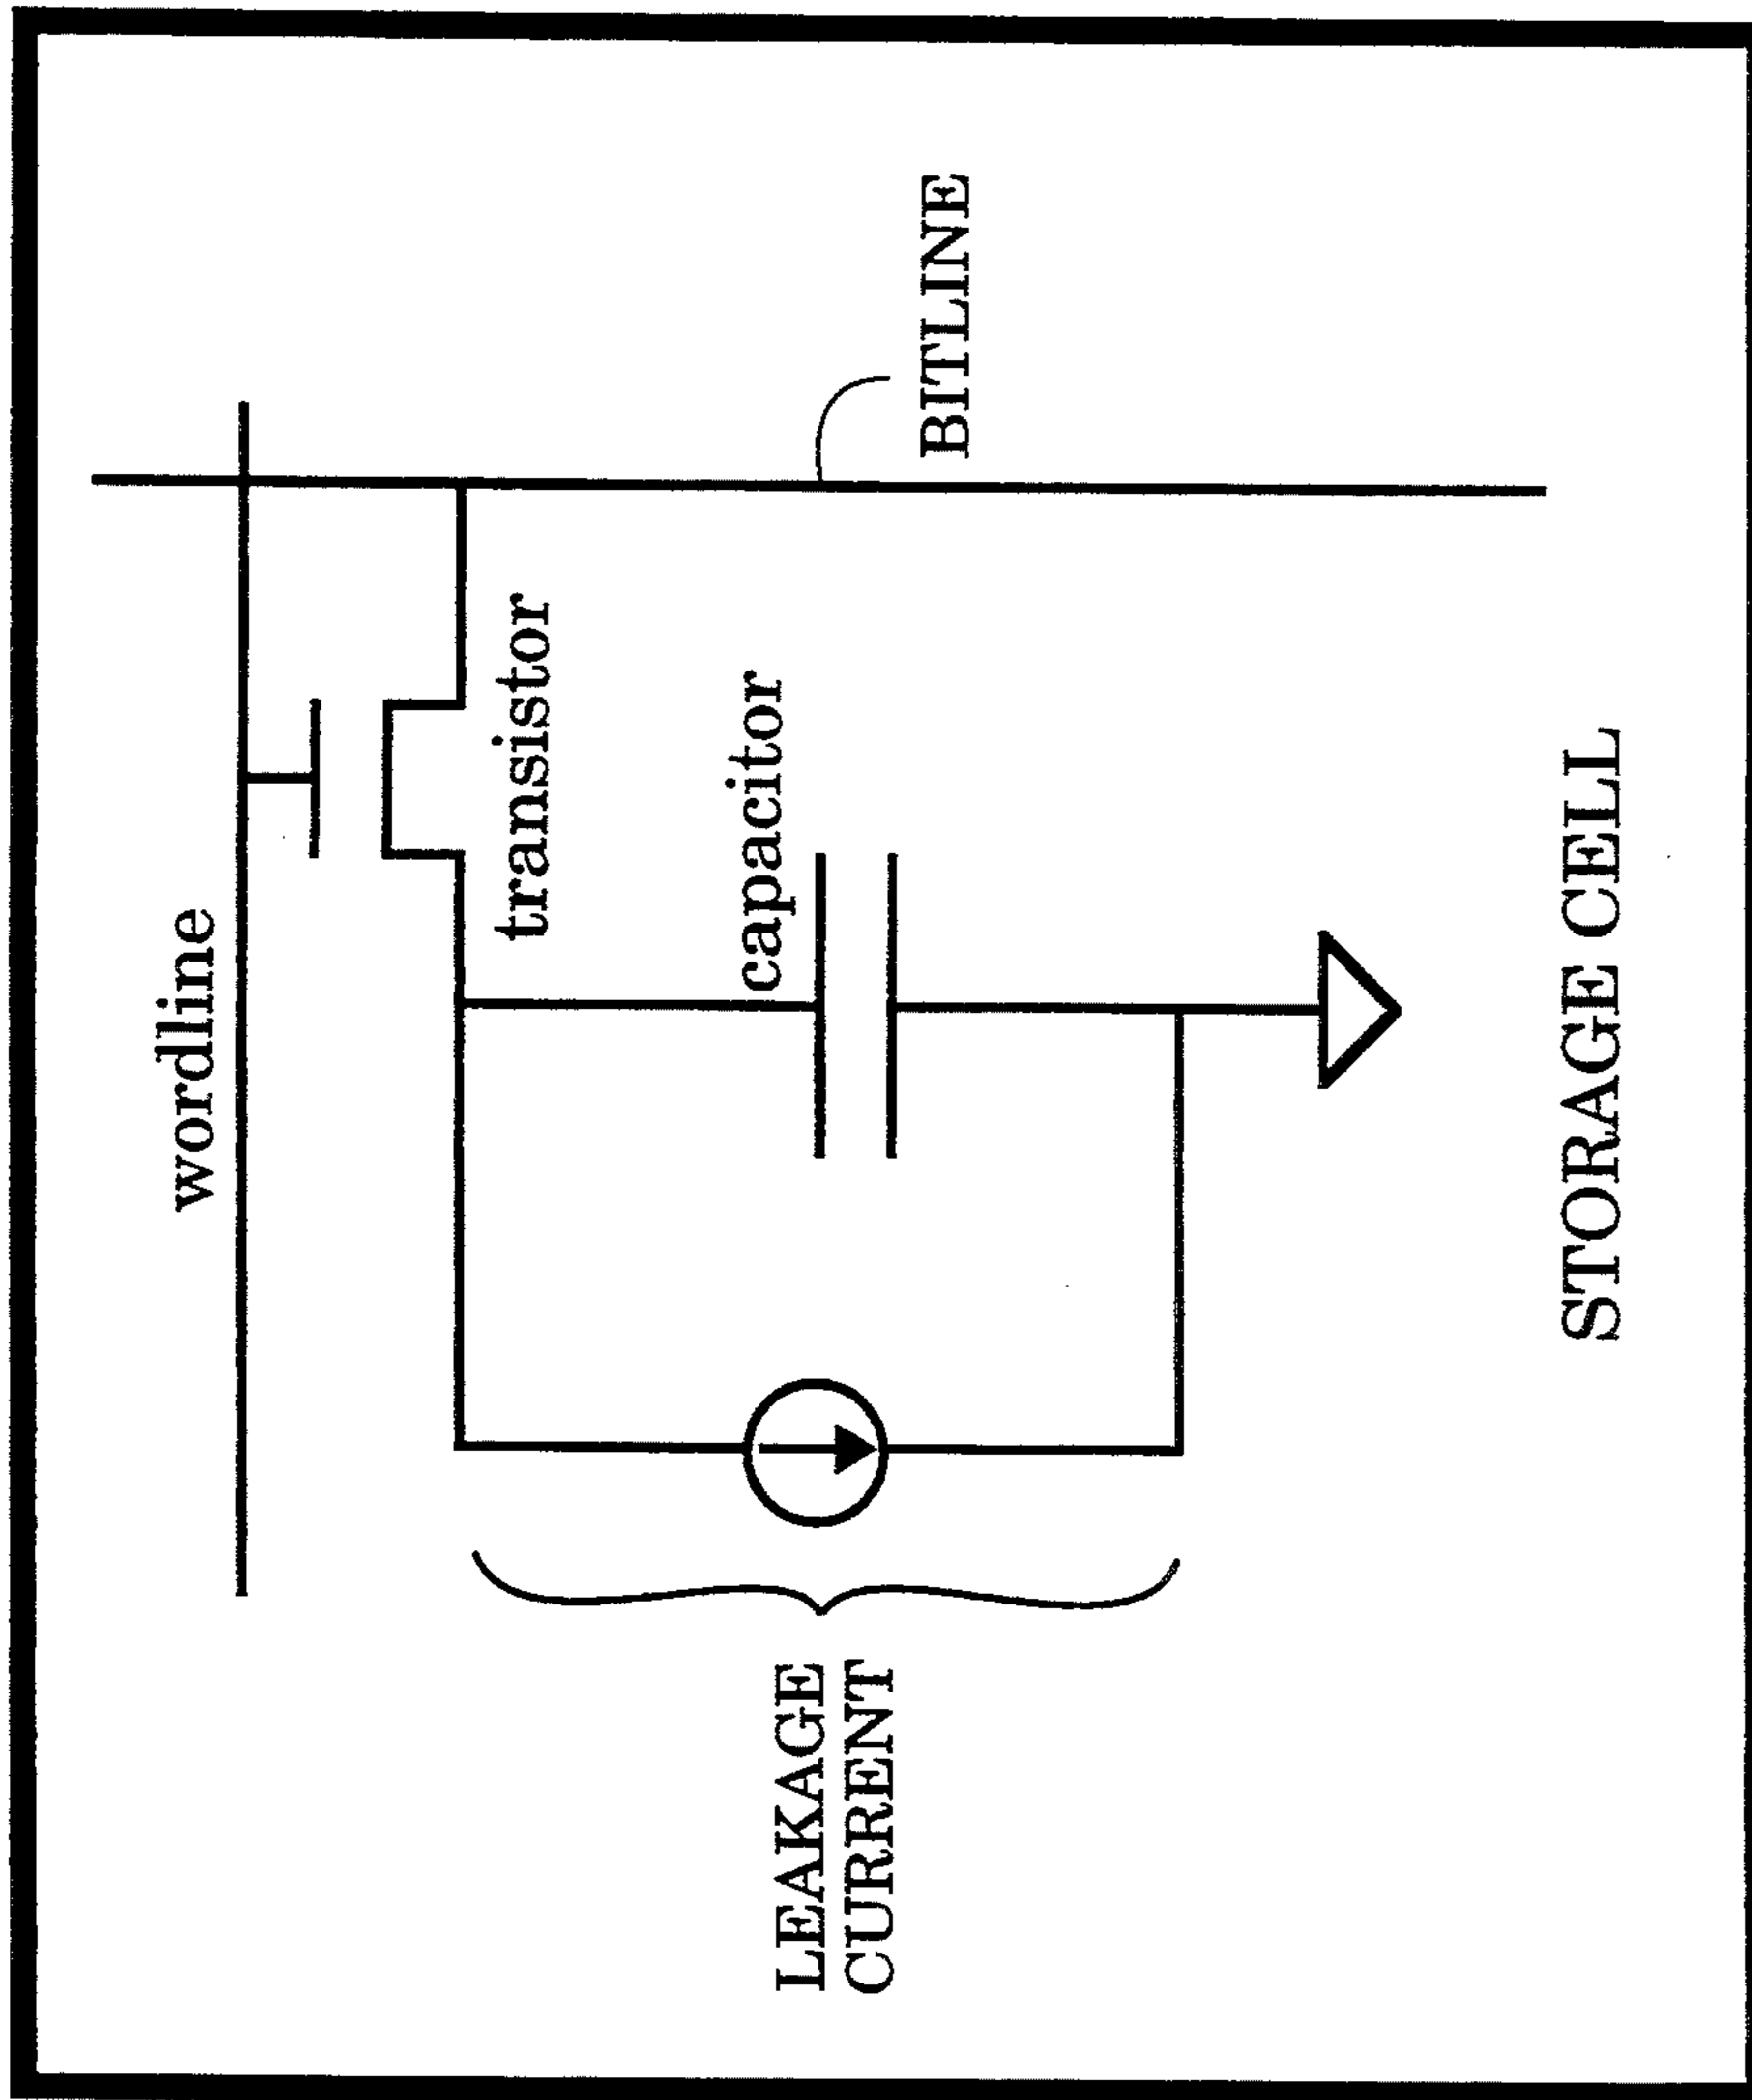 wordline
transistor
capacitor
BITLINE
LEAKAGE
CURRENT
STORAGE CELL